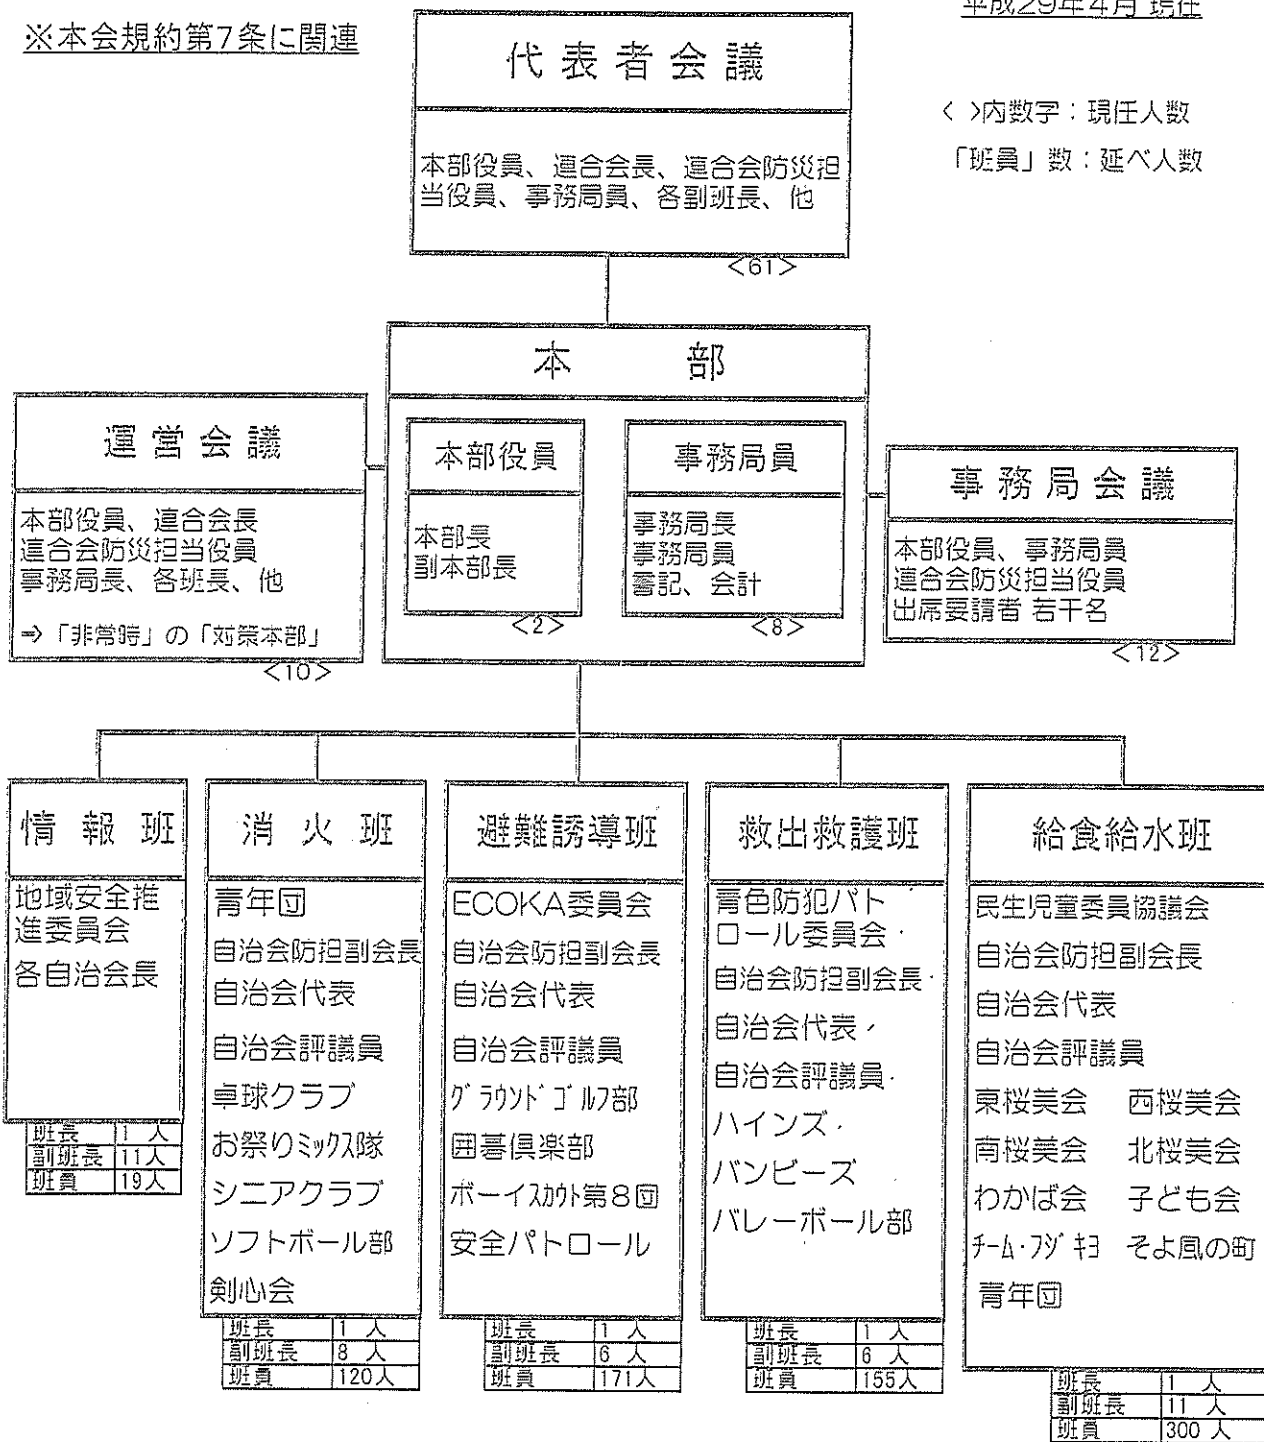 平成29年4月 現在
※本会規約第7条に関連
代表者会議
本部役員、連合会長、連合会防災担
当役員、事務局員、各副班長、他
<61>
< >内数字：現任人数
「班員」数：延べ人数
本部
運営会議
本部役員、連合会長
連合会防災担当役員
事務局長、各班長、他
⇒「非常時」の「対策本部」
<10>
本部役員
本部長
副本部長
<2>
事務局員
事務局長
事務局員
書記、会計
<8>
事務局会議
本部役員、事務局員
連合会防災担当役員
出席要請者 若干名
<12>
情報班
地域安全推
進委員会
各自治会長
班長 1 人
副班長 11人
班員 19人
消火班
青年団
自治会防担副会長
自治会代表
自治会評議員
卓球クラブ
お祭りミックス隊
シニアクラブ
ソフトボール部
剣心会
班長 1 人
副班長 8 人
班員 120人
避難誘導班
ECOKA委員会
自治会防担副会長
自治会代表
自治会評議員
グラウンドゴルフ部
囲碁倶楽部
ボーイスカウト第8団
安全パトロール
班長 1 人
副班長 6 人
班員 171人
救出救護班
青色防犯パト
ロール委員会
自治会防担副会長
自治会代表
自治会評議員
ハインズ
バンビーズ
バレーボール部
班長 1 人
副班長 6 人
班員 155人
給食給水班
民生児童委員協議会
自治会防担副会長
自治会代表
自治会評議員
東桜美会 西桜美会
南桜美会 北桜美会
わかば会 子ども会
チーム・フジキヨ そよ風の町
青年団
班長 1 人
副班長 11 人
班員 300 人